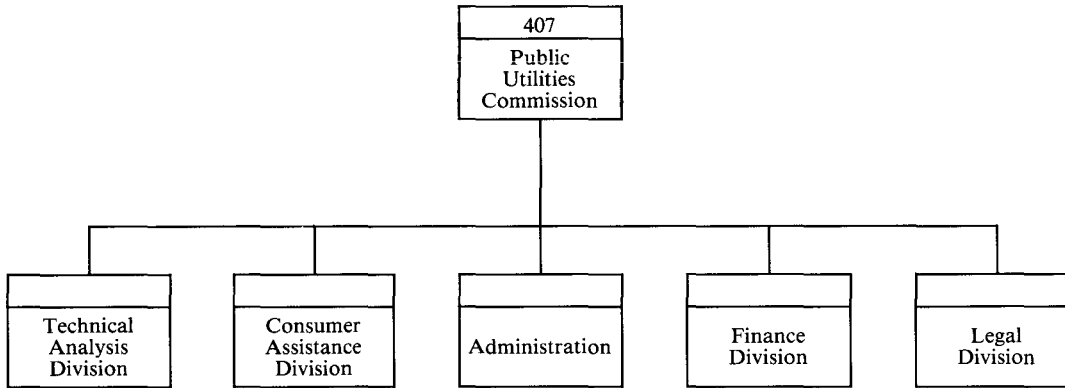 407
Public
Utilities
Commission
Technical
Analysis
Division
Consumer
Assistance
Division
Administration
Finance
Division
Legal
Division